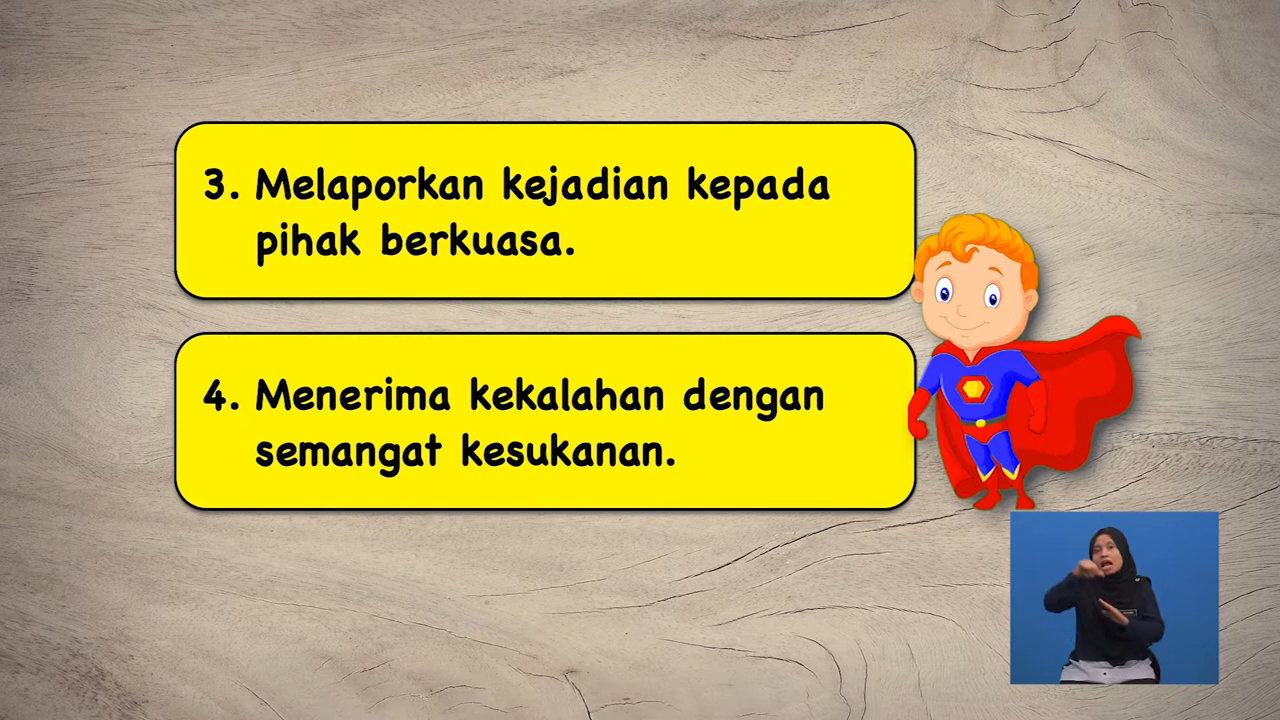 3. Melaporkan kejadian kepada
pihak berkuasa.
4. Menerima kekalahan dengan
semangat kesukanan.